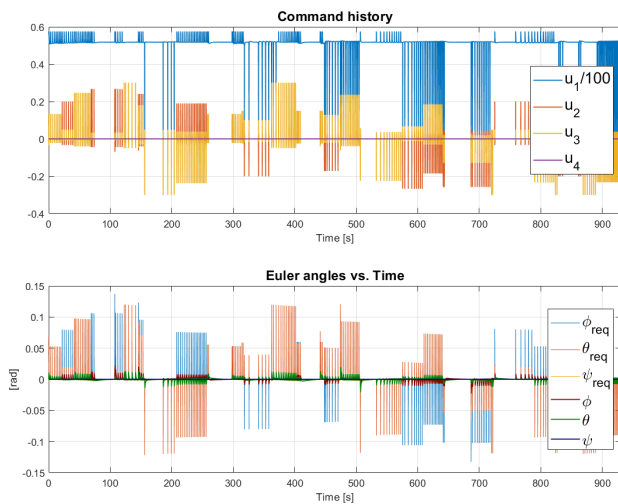 Command history
0.6
0.4
0.2
0
-0.2
-0.4
u1/100
u2
u3
u4
0 100 200 300 400 500 600 700 800 900
Time [s]
Euler angles vs. Time
0.15
0.1
0.05
0
-0.05
-0.1
-0.15
[rad]
ϕreq
θreq
ψreq
ϕ
θ
ψ
0 100 200 300 400 500 600 700 800 900
Time [s]